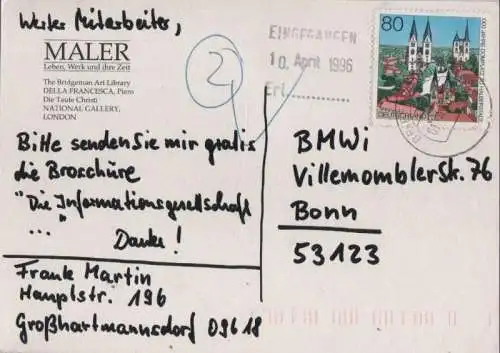 Werter Mitarbeiter,
MALER
Leben, Werk und ihre Zeit
The Bridgeman Art Library
DELLA FRANCESCA, Piero
Die Taufe Christi
NATIONAL GALLERY,
LONDON
2
Bitte senden Sie mir gratis
die Broschüre
"Die Informationsgesellschaft
..." Danke!
Frank Martin
Hauptstr. 196
Großhartmannsdorf 09618
EINGEGANGEN
10. April 1996
Erl............
80
DEUTSCHLAND
BMWi
Villemomblerstr. 76
Bonn
53123